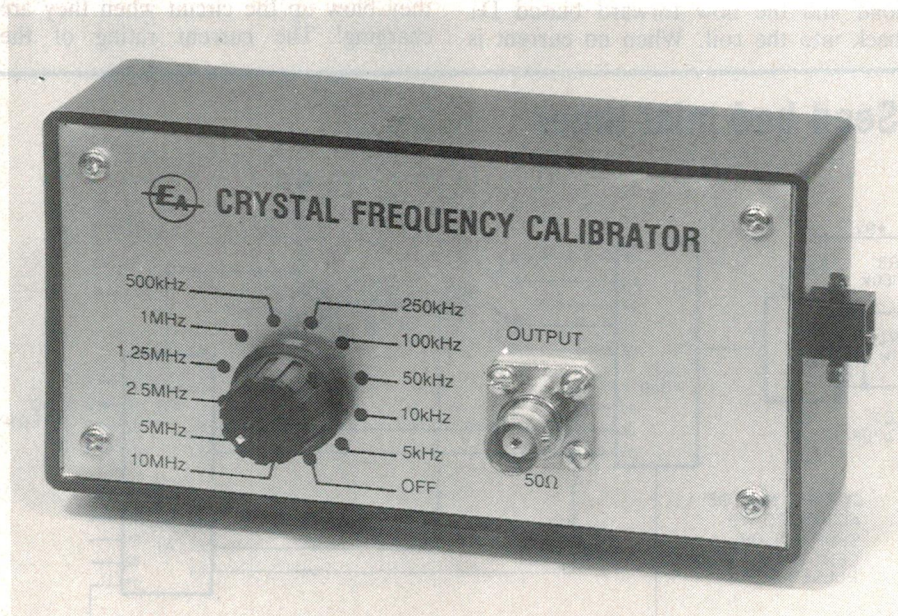 EA CRYSTAL FREQUENCY CALIBRATOR
500kHz
1MHz
1.25MHz
2.5MHz
5MHz
10MHz
250kHz
100kHz
50kHz
10kHz
5kHz
OFF
OUTPUT
50Ω